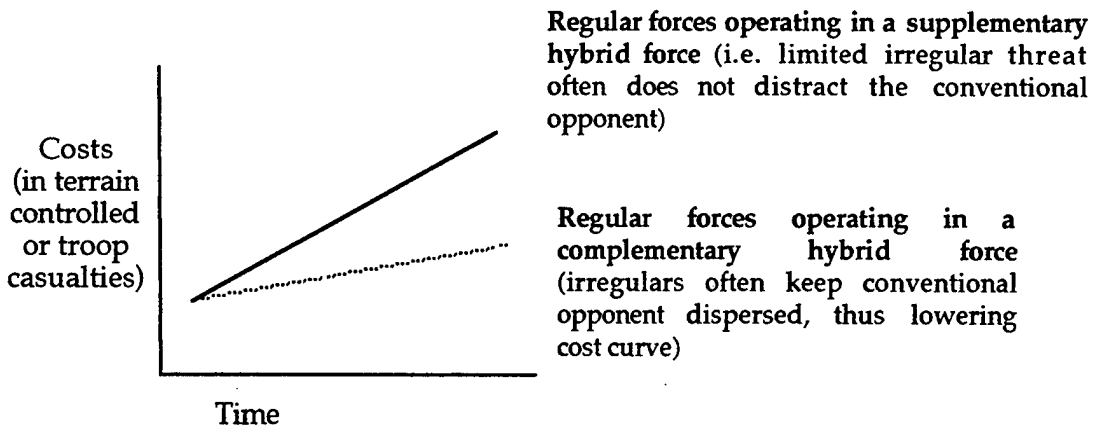 Regular forces operating in a supplementary
hybrid force (i.e. limited irregular threat
often does not distract the conventional
opponent)
Costs
(in terrain
controlled
or troop
casualties)
Regular forces operating in a
complementary hybrid force
(irregulars often keep conventional
opponent dispersed, thus lowering
cost curve)
Time